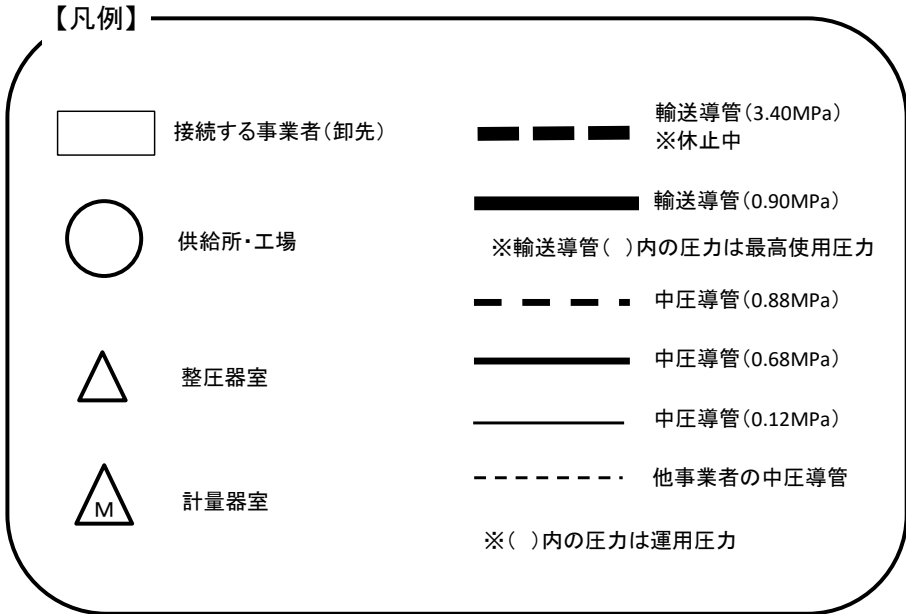 【凡例】
接続する事業者(卸先)
供給所・工場
整圧器室
M
計量器室
輸送導管(3.40MPa)
※休止中
輸送導管(0.90MPa)
※輸送導管( )内の圧力は最高使用圧力
中圧導管(0.88MPa)
中圧導管(0.68MPa)
中圧導管(0.12MPa)
他事業者の中圧導管
※( )内の圧力は運用圧力